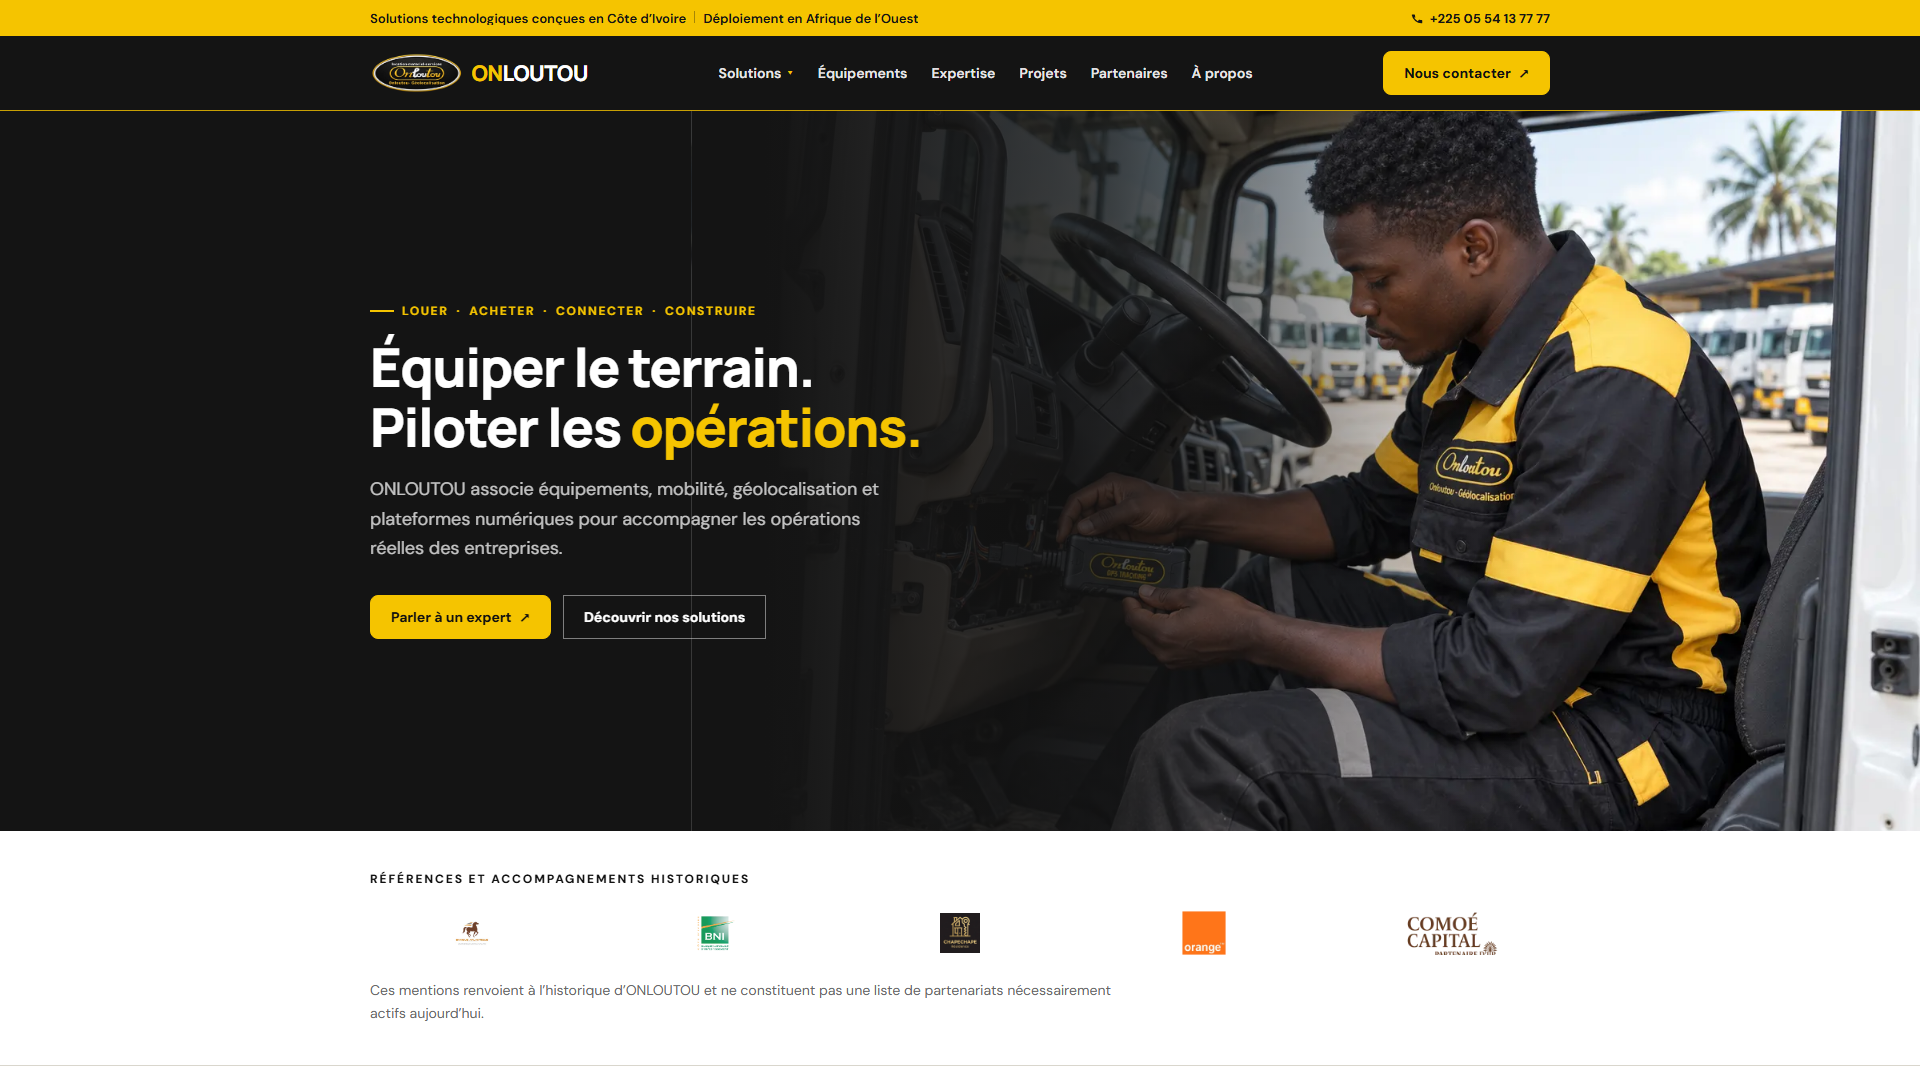 Solutions technologiques conçues en Côte d’Ivoire
Déploiement en Afrique de l’Ouest
+225 05 54 13 77 77
Onloutou
ONLOUTOU
Solutions
Équipements
Expertise
Projets
Partenaires
À propos
Nous contacter ↗
LOUER · ACHETER · CONNECTER · CONSTRUIRE
Équiper le terrain.
Piloter les opérations.
ONLOUTOU associe équipements, mobilité, géolocalisation et
plateformes numériques pour accompagner les opérations
réelles des entreprises.
Parler à un expert ↗
Découvrir nos solutions
Onloutou
Onloutou - Géolocalisation
Onloutou
RÉFÉRENCES ET ACCOMPAGNEMENTS HISTORIQUES
BNI
CHAPECHAPE
orange
COMOÉ
CAPITAL
Ces mentions renvoient à l’historique d’ONLOUTOU et ne constituent pas une liste de partenariats nécessairement
actifs aujourd’hui.